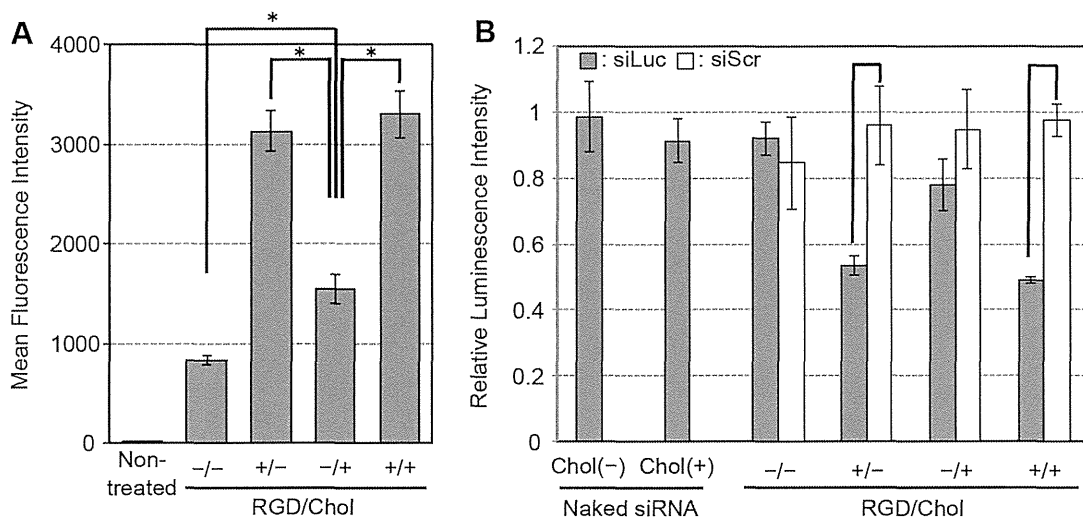 A
*
* *
4000
3000
2000
1000
0
Mean Fluorescence Intensity
Non-
treated
−/− +/− −/+ +/+
RGD/Chol
B
1.2
1
0.8
0.6
0.4
0.2
0
Relative Luminescence Intensity
: siLuc : siScr
Chol(−) Chol(+) −/− +/− −/+ +/+
Naked siRNA RGD/Chol